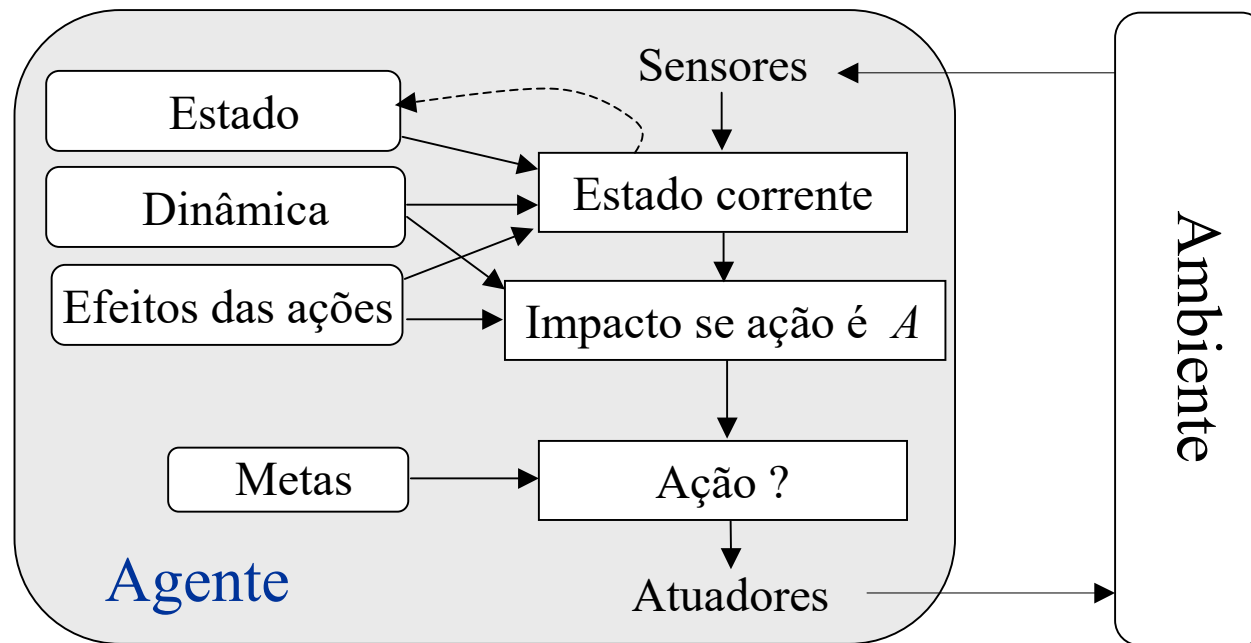 Sensores
Estado
Estado corrente
Dinâmica
Efeitos das ações
Impacto se ação é A
Metas
Ação ?
Agente
Atuadores
Ambiente